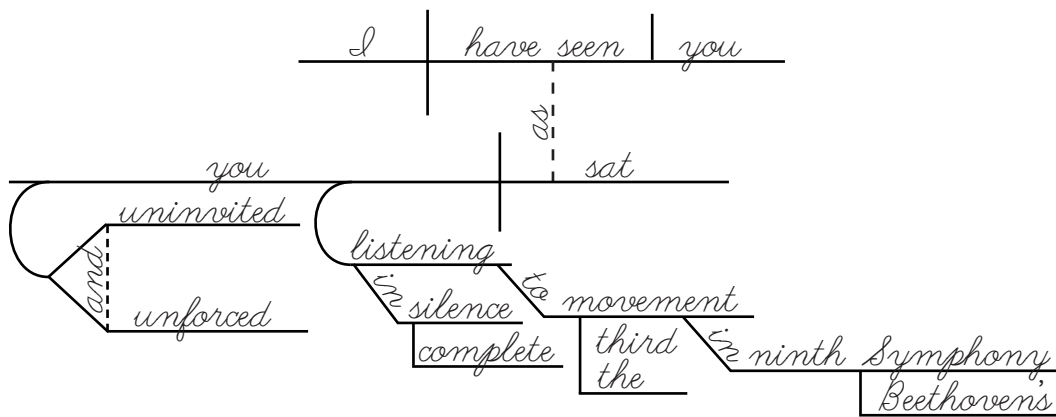 I have seen you
as
you sat
uninvited
and
unforced
listening
in silence
complete
to movement
third
the
in ninth Symphony
Beethoven's